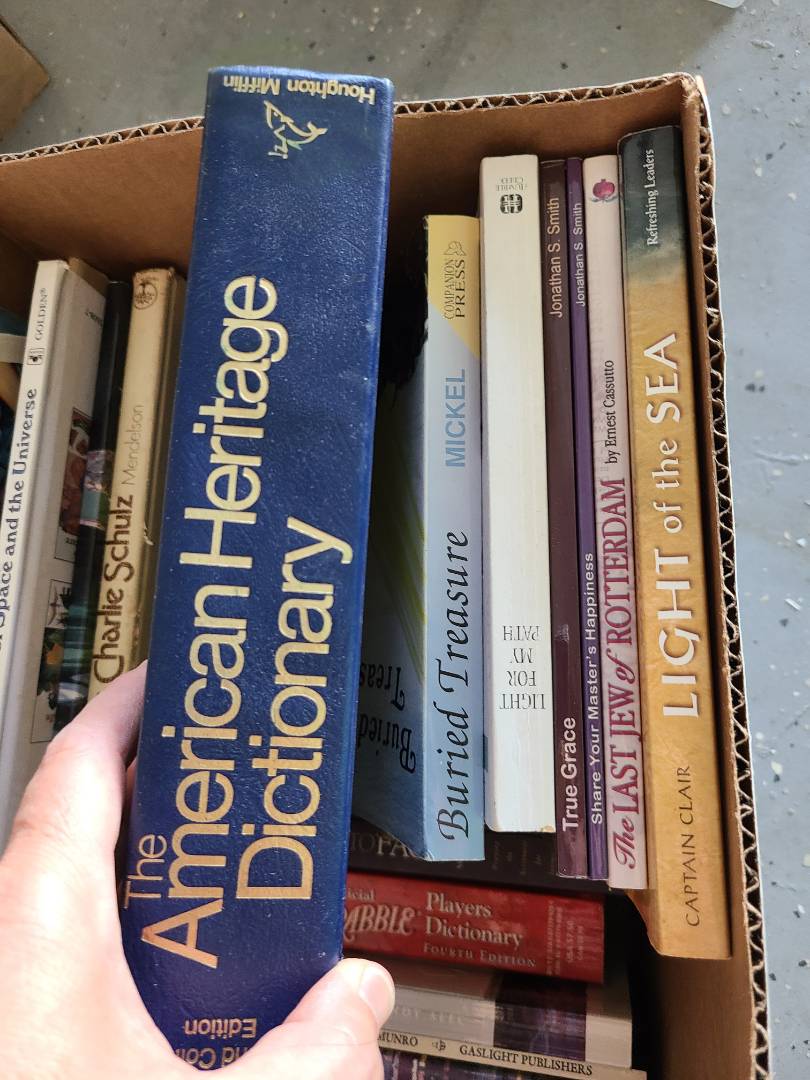 Houghton Mifflin
The
American Heritage
Dictionary
Edition
GOLDEN®
Space and the Universe
Charlie Schulz Mendelson
COMPANION
PRESS
MICKEL
Buried Treasure
Buried
LIGHT
FOR
MY
PATH
Jonathan S. Smith
True Grace
Jonathan S. Smith
Share Your Master's Happiness
The LAST JEW of ROTTERDAM by Ernest Cassutto
Refreshing Leaders
LIGHT of the SEA
CAPTAIN CLAIR
Players
Dictionary
FOURTH EDITION
MUNRO GASLIGHT PUBLISHERS